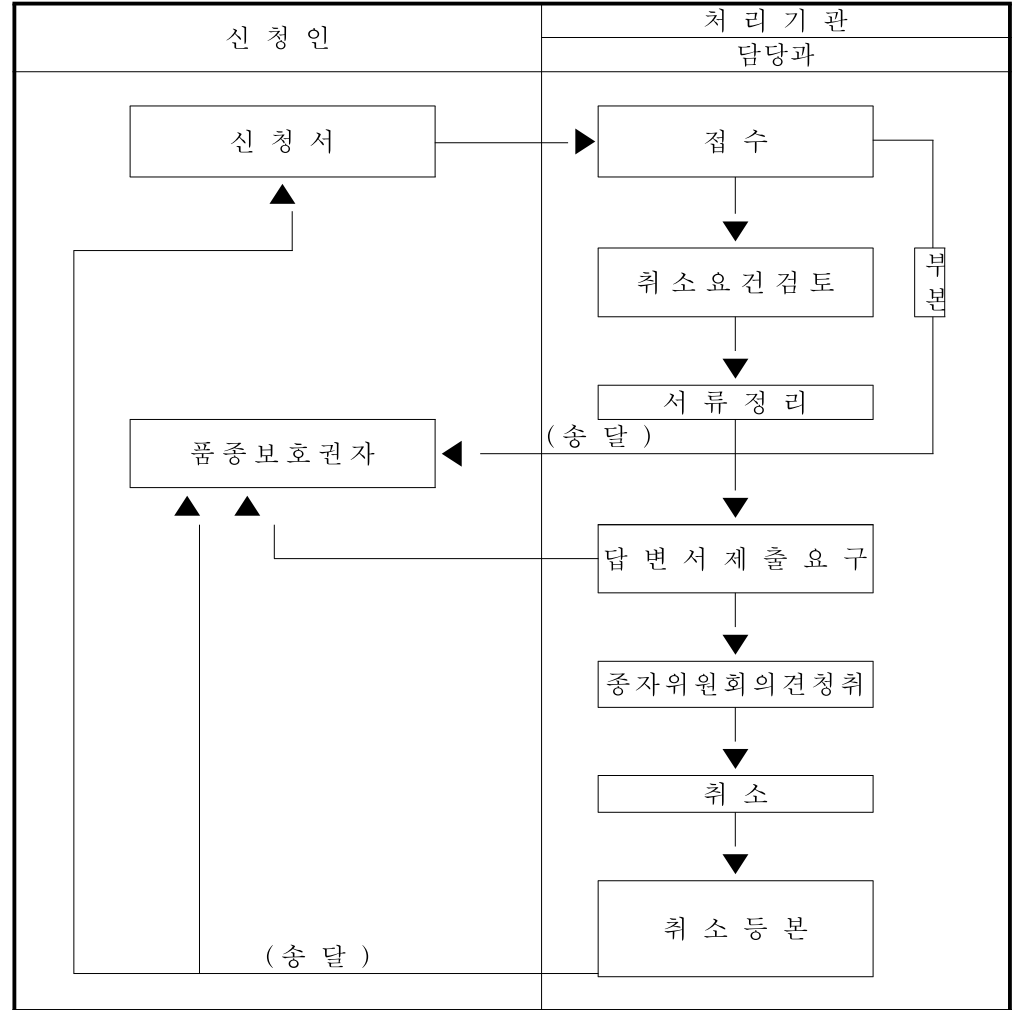 신 청 인
처 리 기 관
담당과
신 청 서
접 수
취 소 요 건 검 토
부
본
서 류 정 리
(송 달)
품 종 보 호 권 자
답 변 서 제 출 요 구
종자위원회의견청취
취 소
취 소 등 본
(송 달)